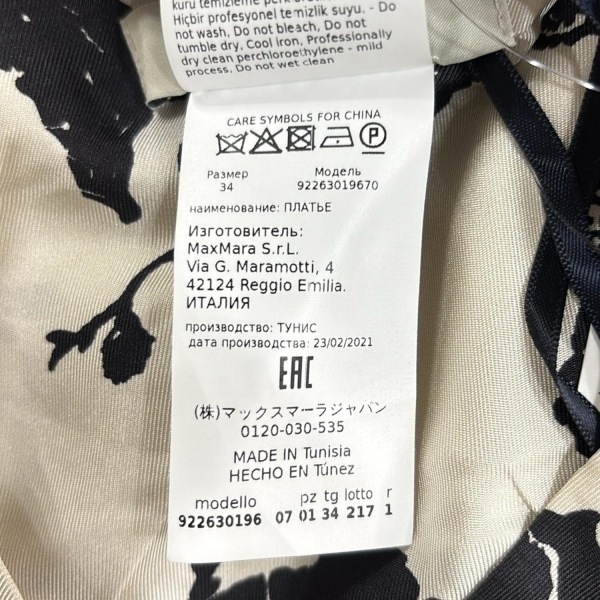 kuru temizleme
Hiçbir profesyonel temizlik suyu. - Do
not wash, Do not bleach, Do not
tumble dry, Cool iron, Professionally
dry clean perchloroethylene - mild
process, Do not wet clean
CARE SYMBOLS FOR CHINA
P
Размер Модель
34 92263019670
наименование: ПЛАТЬЕ
Изготовитель:
MaxMara S.r.L.
Via G. Maramotti, 4
42124 Reggio Emilia.
ИТАЛИЯ
производство: ТУНИС
дата производства: 23/02/2021
EAC
(株)マックスマーラジャパン
0120-030-535
MADE IN Tunisia
HECHO EN Túnez
modello pz tg lotto r
922630196 07 01 34 217 1